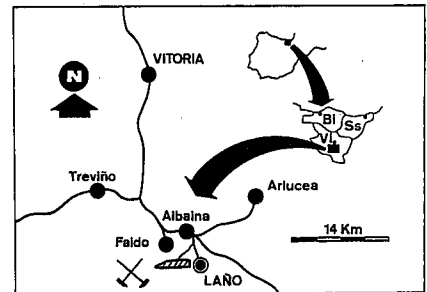 N
VITORIA
BI
Ss
VI
Treviño
Arlucea
Albaina
Faido
14 Km
LAÑO